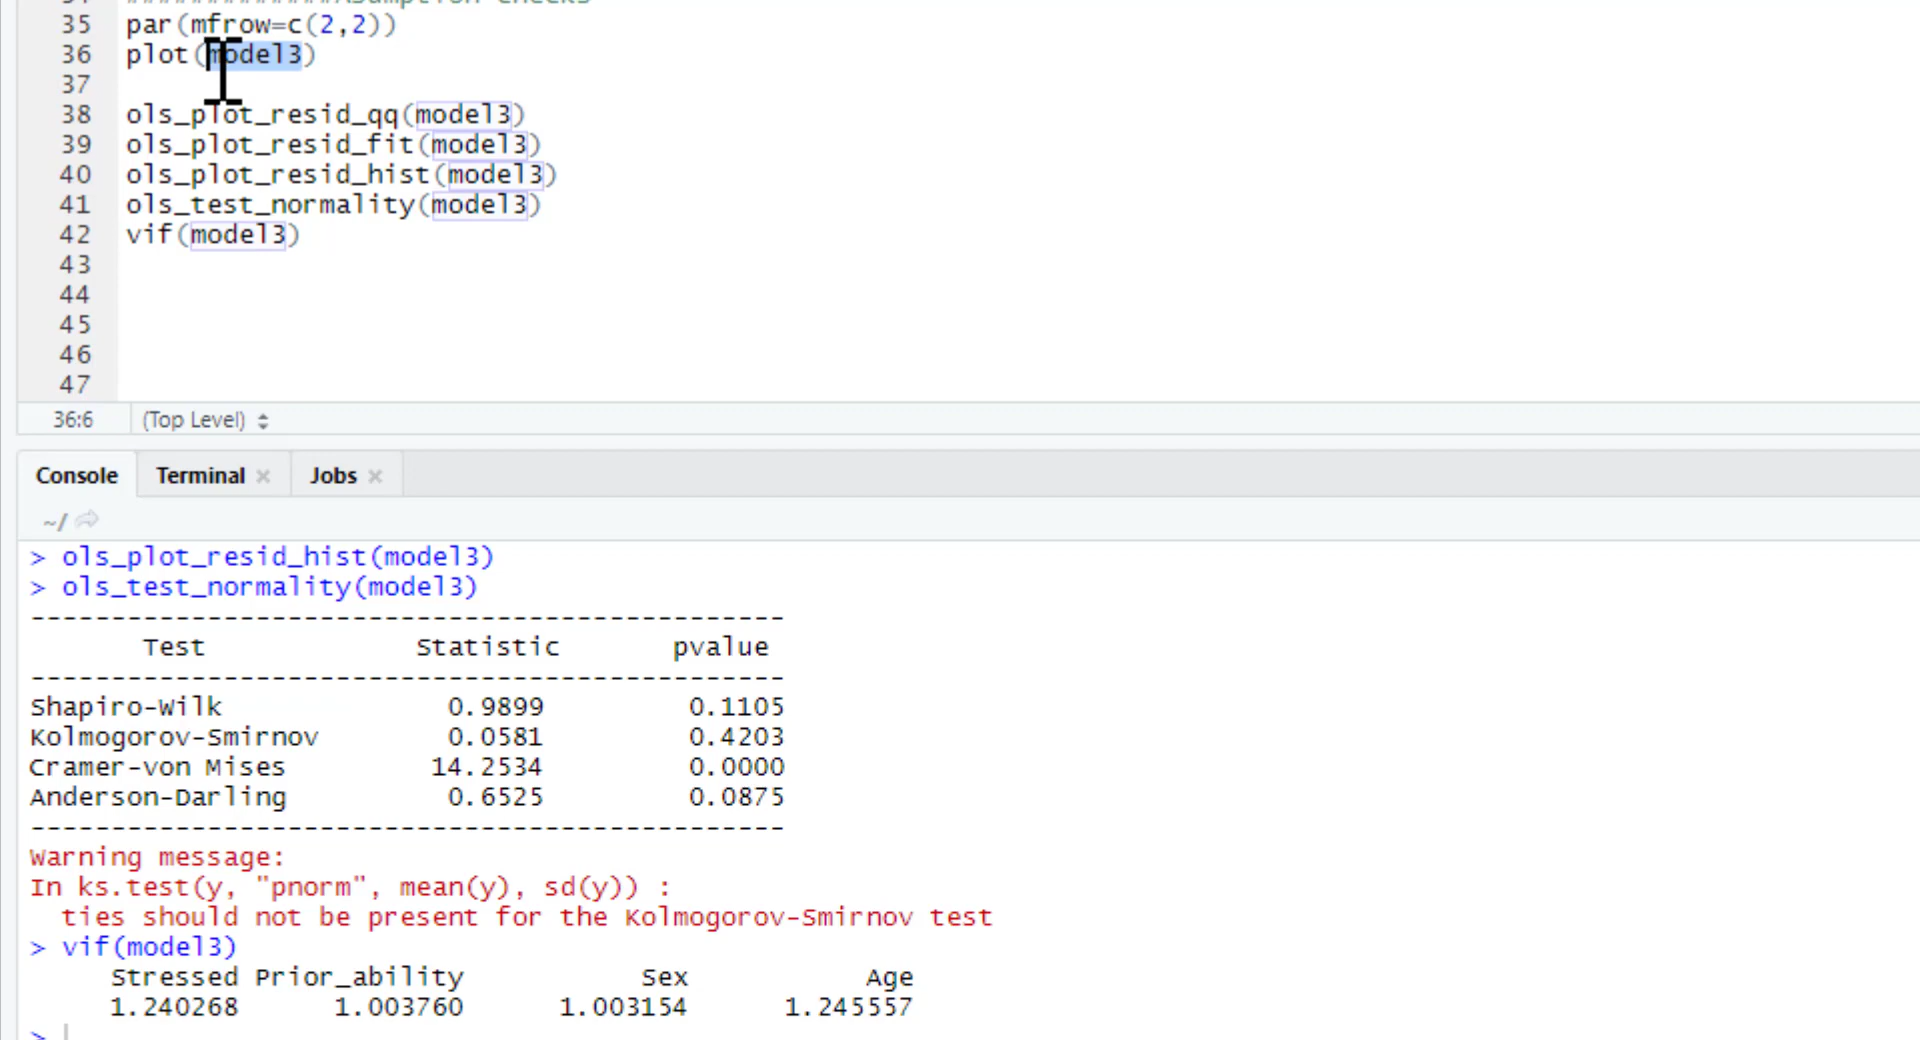 35 par(mfrow=c(2,2))
36 plot(model3)
37
38 ols_plot_resid_qq(model3)
39 ols_plot_resid_fit(model3)
40 ols_plot_resid_hist(model3)
41 ols_test_normality(model3)
42 vif(model3)
43
44
45
46
47
36:6 (Top Level)
Console Terminal Jobs
~/
> ols_plot_resid_hist(model3)
> ols_test_normality(model3)
-----------------------------------------------
Test Statistic pvalue
-----------------------------------------------
Shapiro-Wilk 0.9899 0.1105
Kolmogorov-Smirnov 0.0581 0.4203
Cramer-von Mises 14.2534 0.0000
Anderson-Darling 0.6525 0.0875
-----------------------------------------------
Warning message:
In ks.test(y, "pnorm", mean(y), sd(y)) :
ties should not be present for the Kolmogorov-Smirnov test
> vif(model3)
Stressed Prior_ability Sex Age
1.240268 1.003760 1.003154 1.245557
>